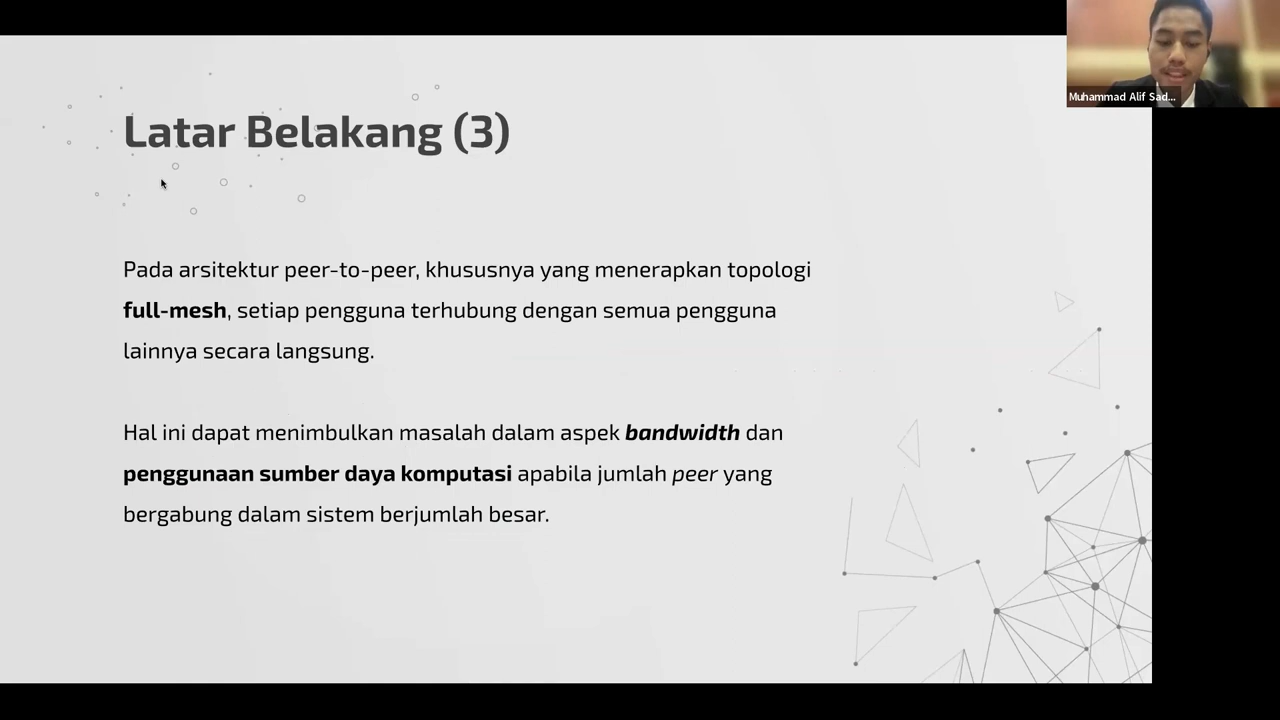 Muhammad Alif Sad...
Latar Belakang (3)
Pada arsitektur peer-to-peer, khususnya yang menerapkan topologi
full-mesh, setiap pengguna terhubung dengan semua pengguna
lainnya secara langsung.
Hal ini dapat menimbulkan masalah dalam aspek bandwidth dan
penggunaan sumber daya komputasi apabila jumlah peer yang
bergabung dalam sistem berjumlah besar.